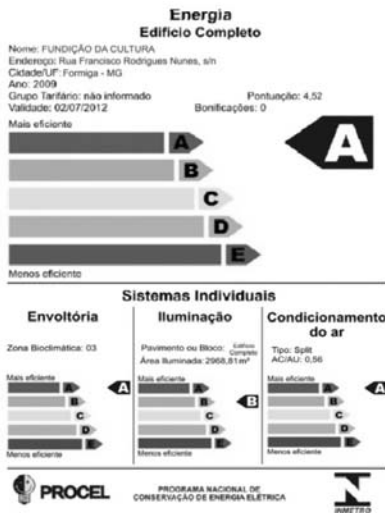 Energia
Edifício Completo
Nome: FUNDIÇÃO DA CULTURA
Endereço: Rua Francisco Rodrigues Nunes, s/n
Cidade/UF: Formiga - MG
Ano: 2009
Grupo Tarifário: não informado
Pontuação: 4,52
Validade: 02/07/2012
Bonificações: 0
Mais eficiente
A
A
B
C
D
E
Menos eficiente
Sistemas Individuais
Envoltória
Zona Bioclimática: 03
Mais eficiente
A
A
B
C
D
E
Menos eficiente
Iluminação
Pavimento ou Bloco: Edifício Completo
Área Iluminada: 2968,81m²
Mais eficiente
A
B
B
C
D
E
Menos eficiente
Condicionamento
do ar
Tipo: Split
AC/AU: 0,56
Mais eficiente
A
A
B
C
D
E
Menos eficiente
PROCEL
PROGRAMA NACIONAL DE
CONSERVAÇÃO DE ENERGIA ELÉTRICA
INMETRO